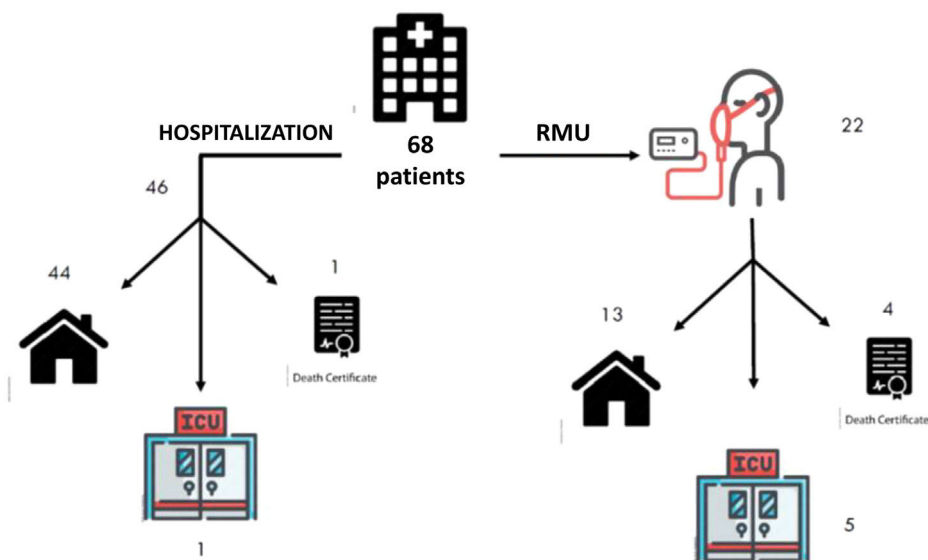 HOSPITALIZATION
68
patients
RMU
22
46
44
1
Death Certificate
ICU
1
13
4
Death Certificate
ICU
5